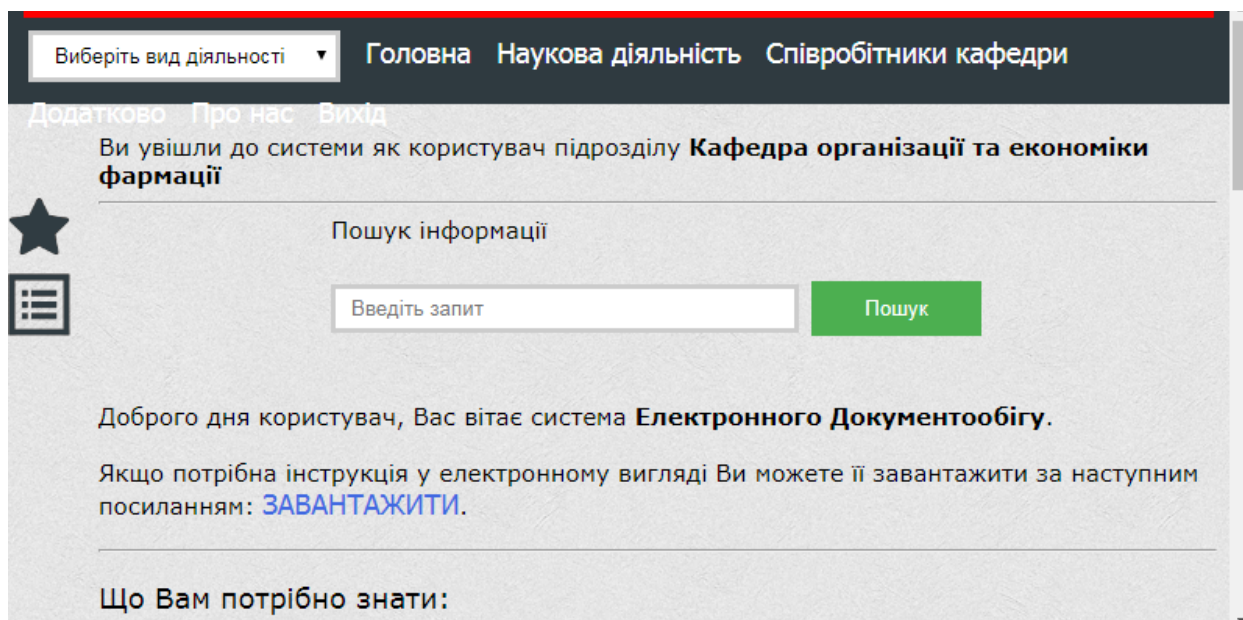 Виберіть вид діяльності Головна Наукова діяльність Співробітники кафедри
Додатково Про нас Вихід
Ви увішли до системи як користувач підрозділу Кафедра організації та економіки
фармації
Пошук інформації
Введіть запит Пошук
Доброго дня користувач, Вас вітає система Електронного Документообігу.
Якщо потрібна інструкція у електронному вигляді Ви можете її завантажити за наступним
посиланням: ЗАВАНТАЖИТИ.
Що Вам потрібно знати: